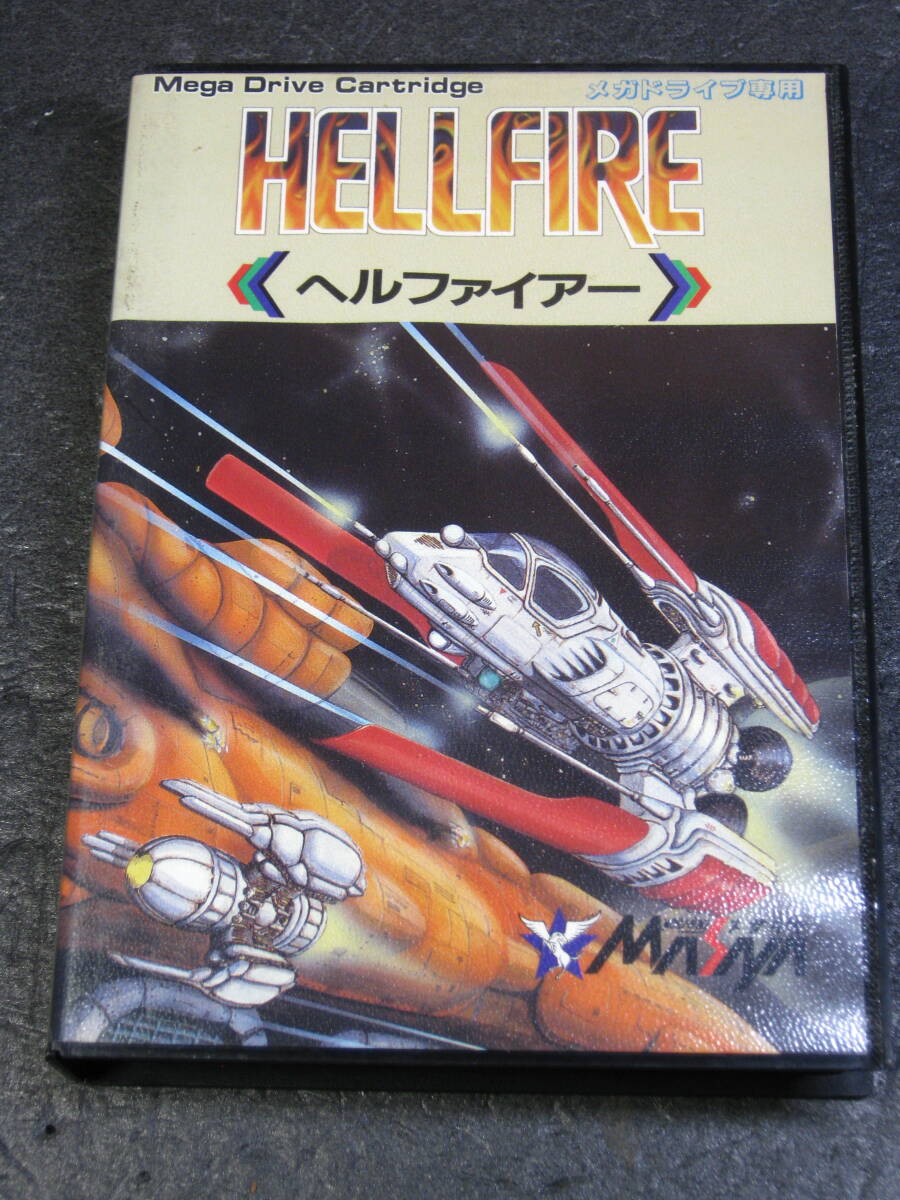 Mega Drive Cartridge
メガドライブ専用
HELLFIRE
ヘルファイアー
MASAYA